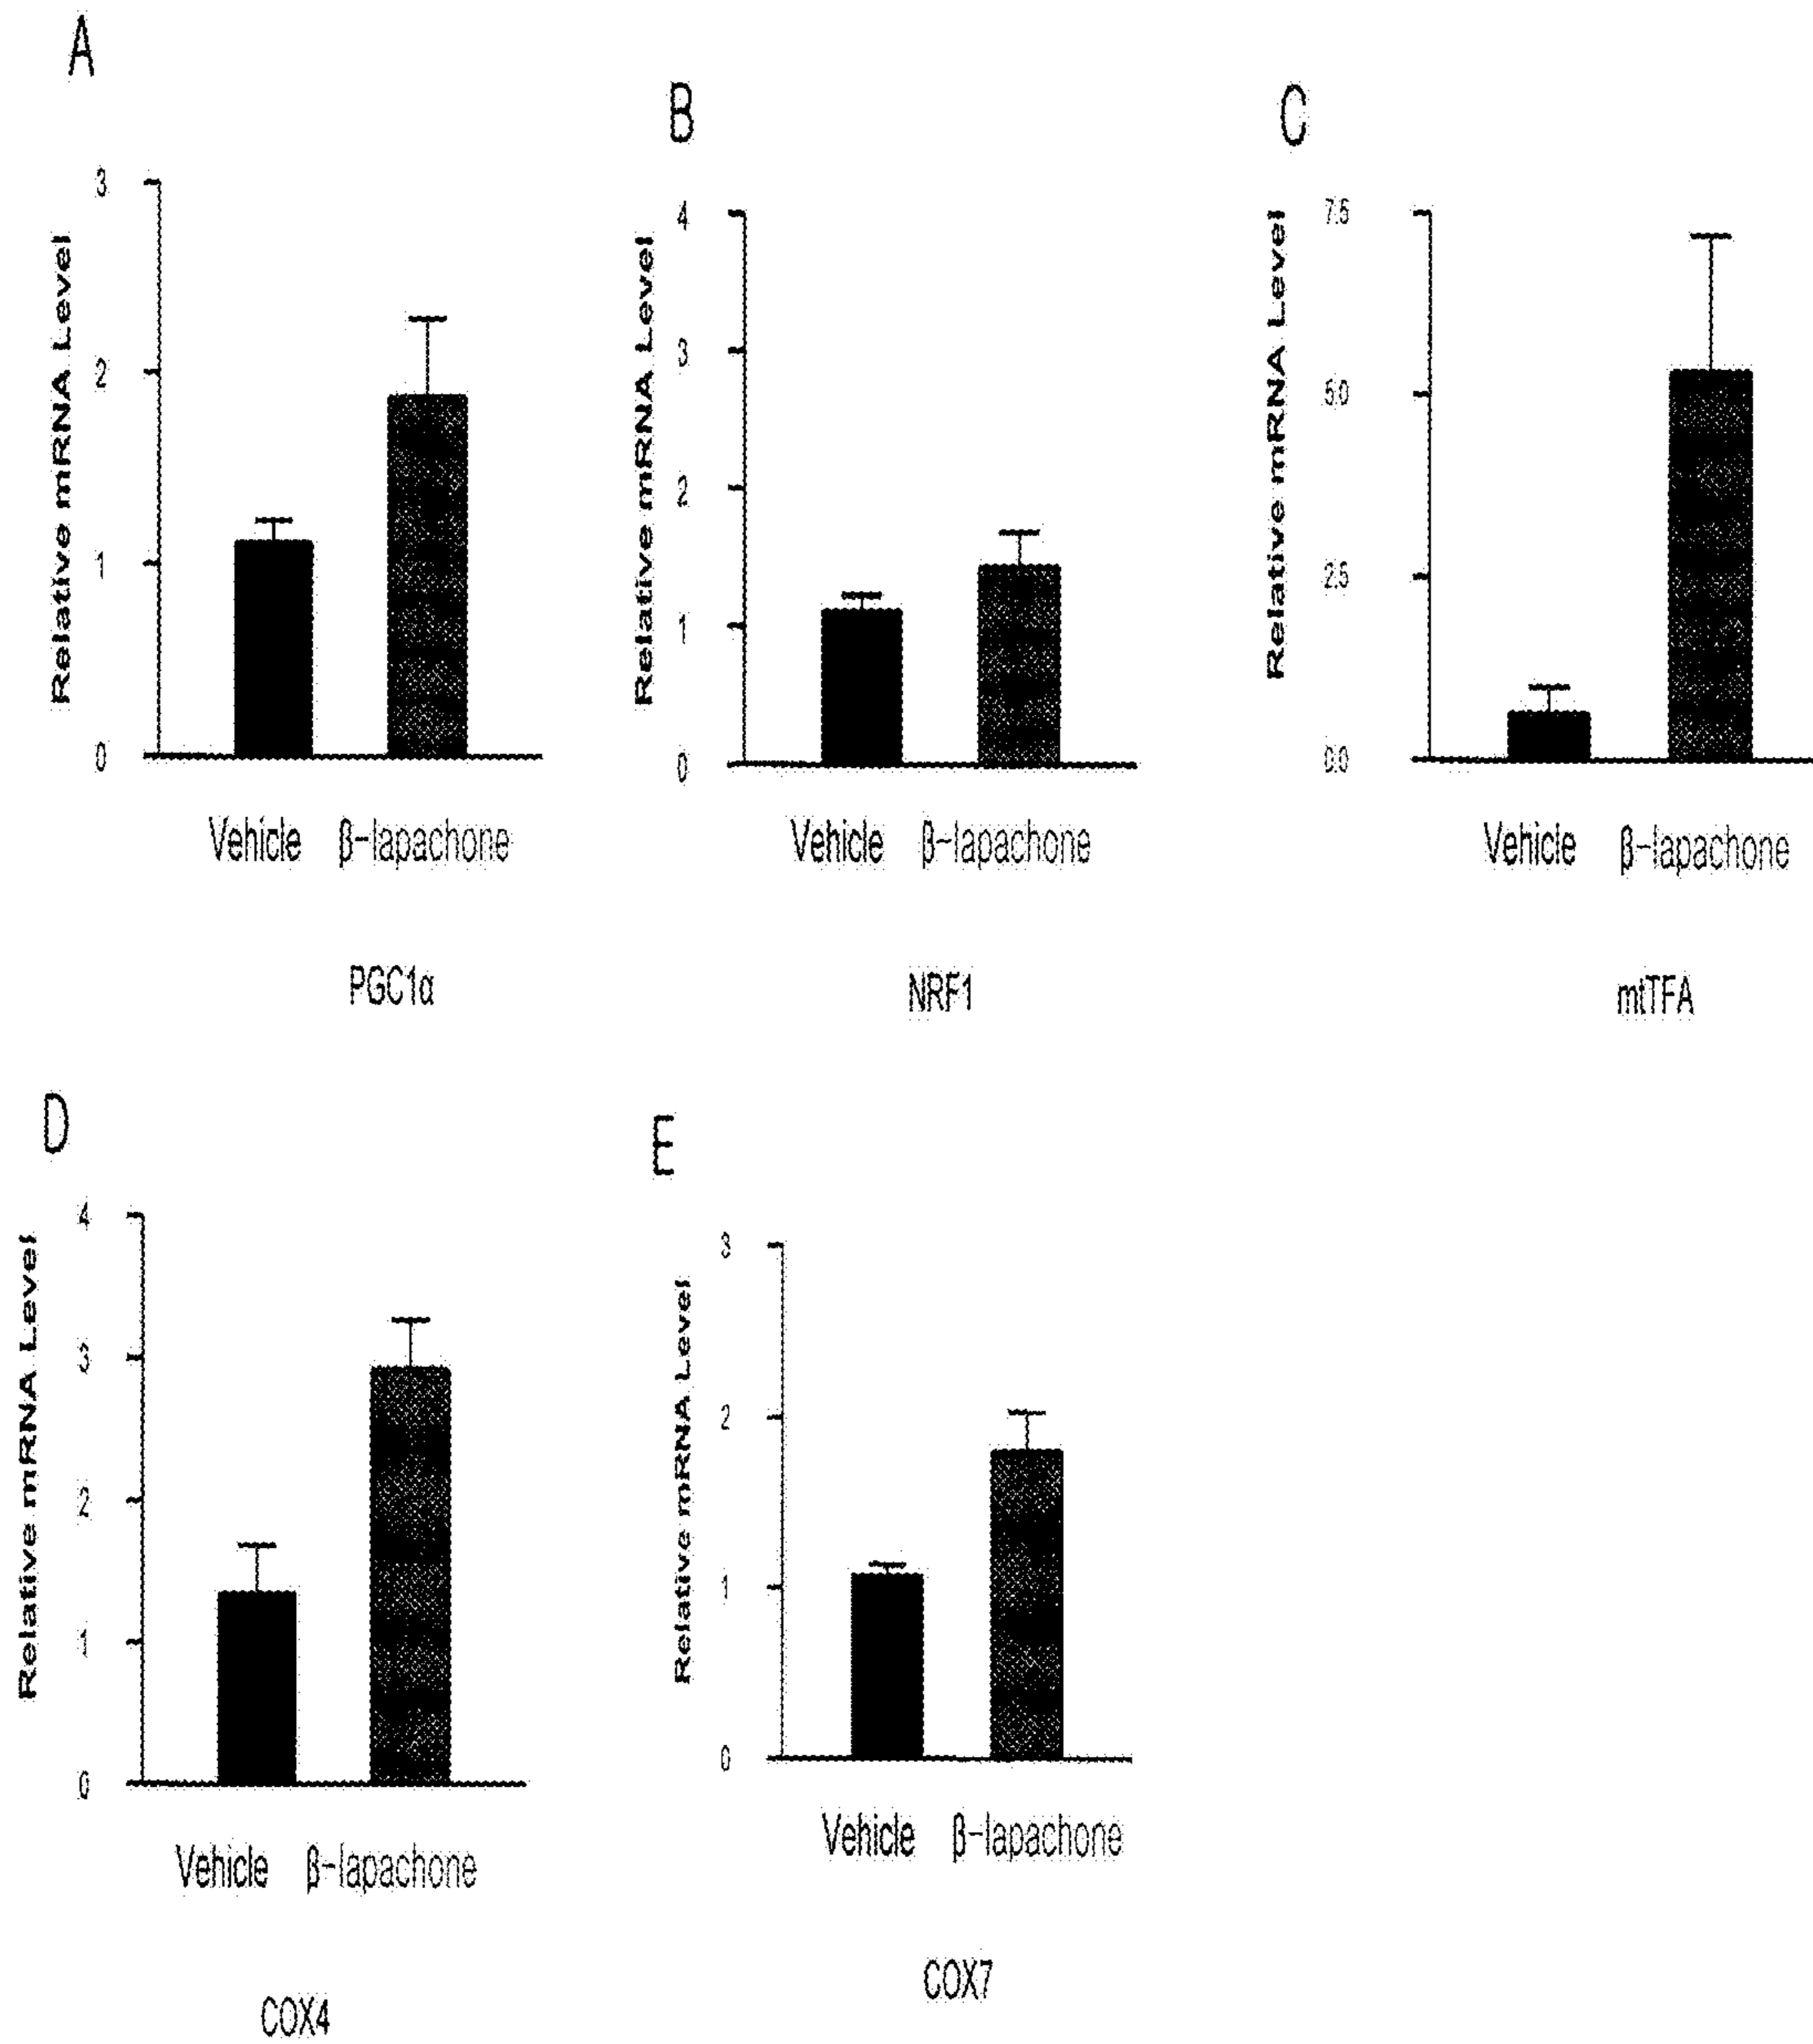 A
Relative mRNA Level
3
2
1
0
Vehicle β-lapachone
PGC1α
B
Relative mRNA Level
4
3
2
1
0
Vehicle β-lapachone
NRF1
C
Relative mRNA Level
7.5
5.0
2.5
0.0
Vehicle β-lapachone
mtTFA
D
Relative mRNA Level
4
3
2
1
0
Vehicle β-lapachone
COX4
E
Relative mRNA Level
3
2
1
0
Vehicle β-lapachone
COX7